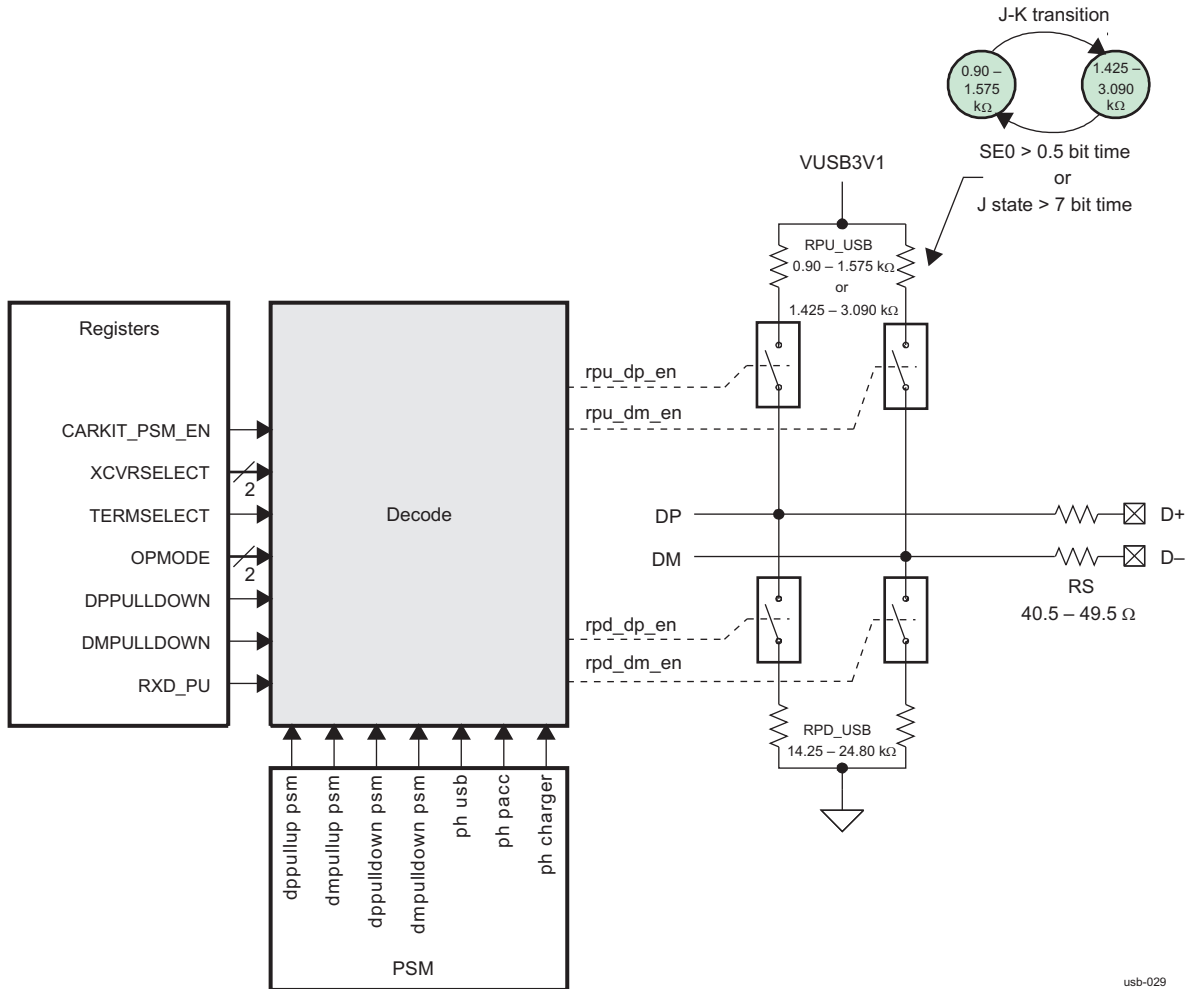 J-K transition
0.90 –
1.575
kΩ
1.425 –
3.090
kΩ
SE0 > 0.5 bit time
or
J state > 7 bit time
VUSB3V1
RPU_USB
0.90 – 1.575 kΩ
or
1.425 – 3.090 kΩ
Registers
CARKIT_PSM_EN
XCVRSELECT
2
TERMSELECT
OPMODE
2
DPPULLDOWN
DMPULLDOWN
RXD_PU
Decode
rpu_dp_en
rpu_dm_en
DP
DM
D+
D–
RS
40.5 – 49.5 Ω
rpd_dp_en
rpd_dm_en
RPD_USB
14.25 – 24.80 kΩ
dppullup psm
dmpullup psm
dppulldown psm
dmpulldown psm
ph usb
ph pacc
ph charger
PSM
usb-029